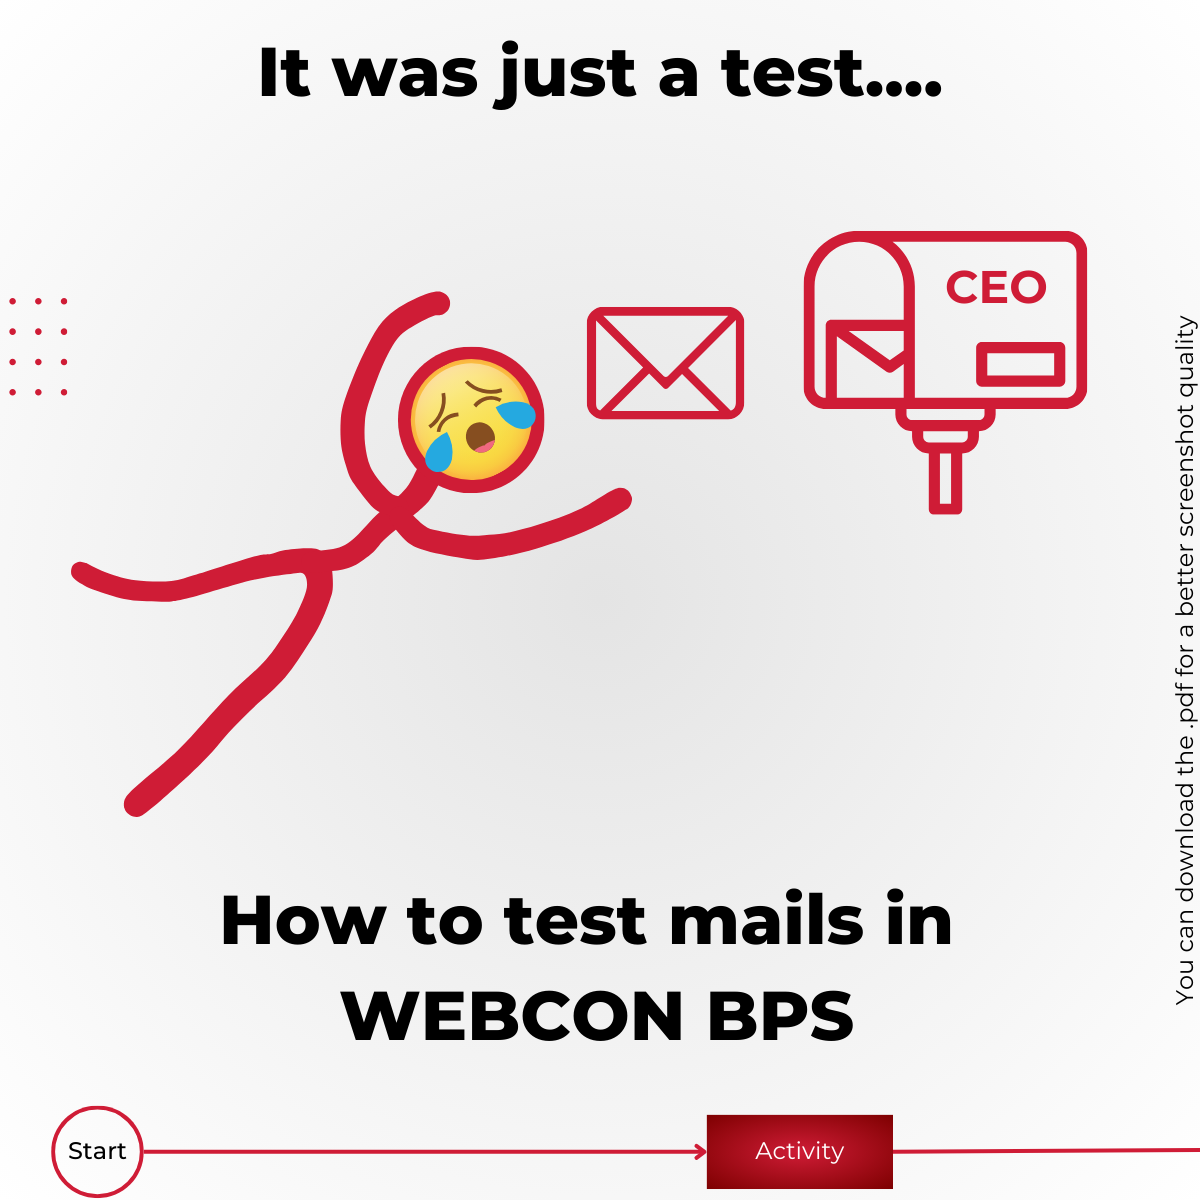 It was just a test....
CEO
You can download the .pdf for a better screenshot quality
How to test mails in
WEBCON BPS
Start
Activity